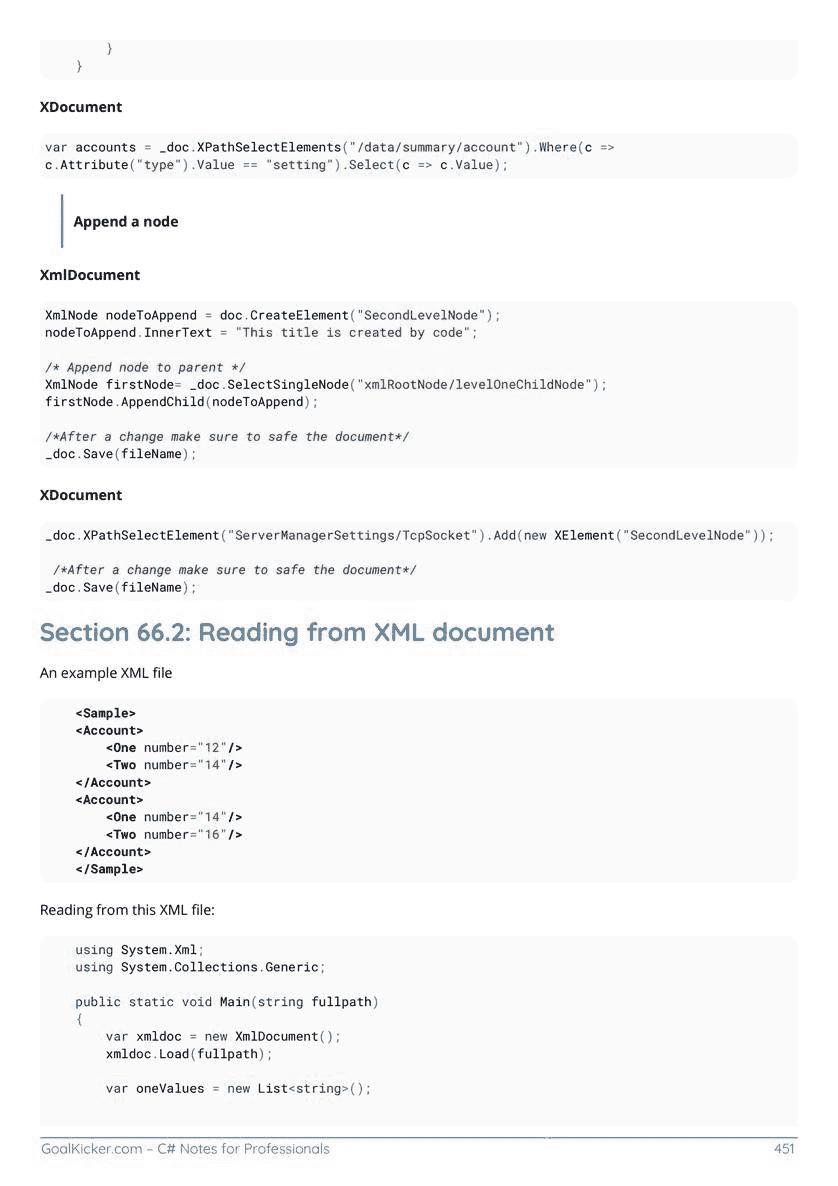 }
    }
XDocument
var accounts = _doc.XPathSelectElements("/data/summary/account").Where(c =>
c.Attribute("type").Value == "setting").Select(c => c.Value);
Append a node
XmlDocument
XmlNode nodeToAppend = doc.CreateElement("SecondLevelNode");
nodeToAppend.InnerText = "This title is created by code";
/* Append node to parent */
XmlNode firstNode= _doc.SelectSingleNode("xmlRootNode/levelOneChildNode");
firstNode.AppendChild(nodeToAppend);
/*After a change make sure to safe the document*/
_doc.Save(fileName);
XDocument
_doc.XPathSelectElement("ServerManagerSettings/TcpSocket").Add(new XElement("SecondLevelNode"));
 /*After a change make sure to safe the document*/
_doc.Save(fileName);
Section 66.2: Reading from XML document
An example XML file
    <Sample>
    <Account>
        <One number="12"/>
        <Two number="14"/>
    </Account>
    <Account>
        <One number="14"/>
        <Two number="16"/>
    </Account>
    </Sample>
Reading from this XML file:
    using System.Xml;
    using System.Collections.Generic;
    public static void Main(string fullpath)
    {
        var xmldoc = new XmlDocument();
        xmldoc.Load(fullpath);
        var oneValues = new List<string>();
GoalKicker.com – C# Notes for Professionals 451